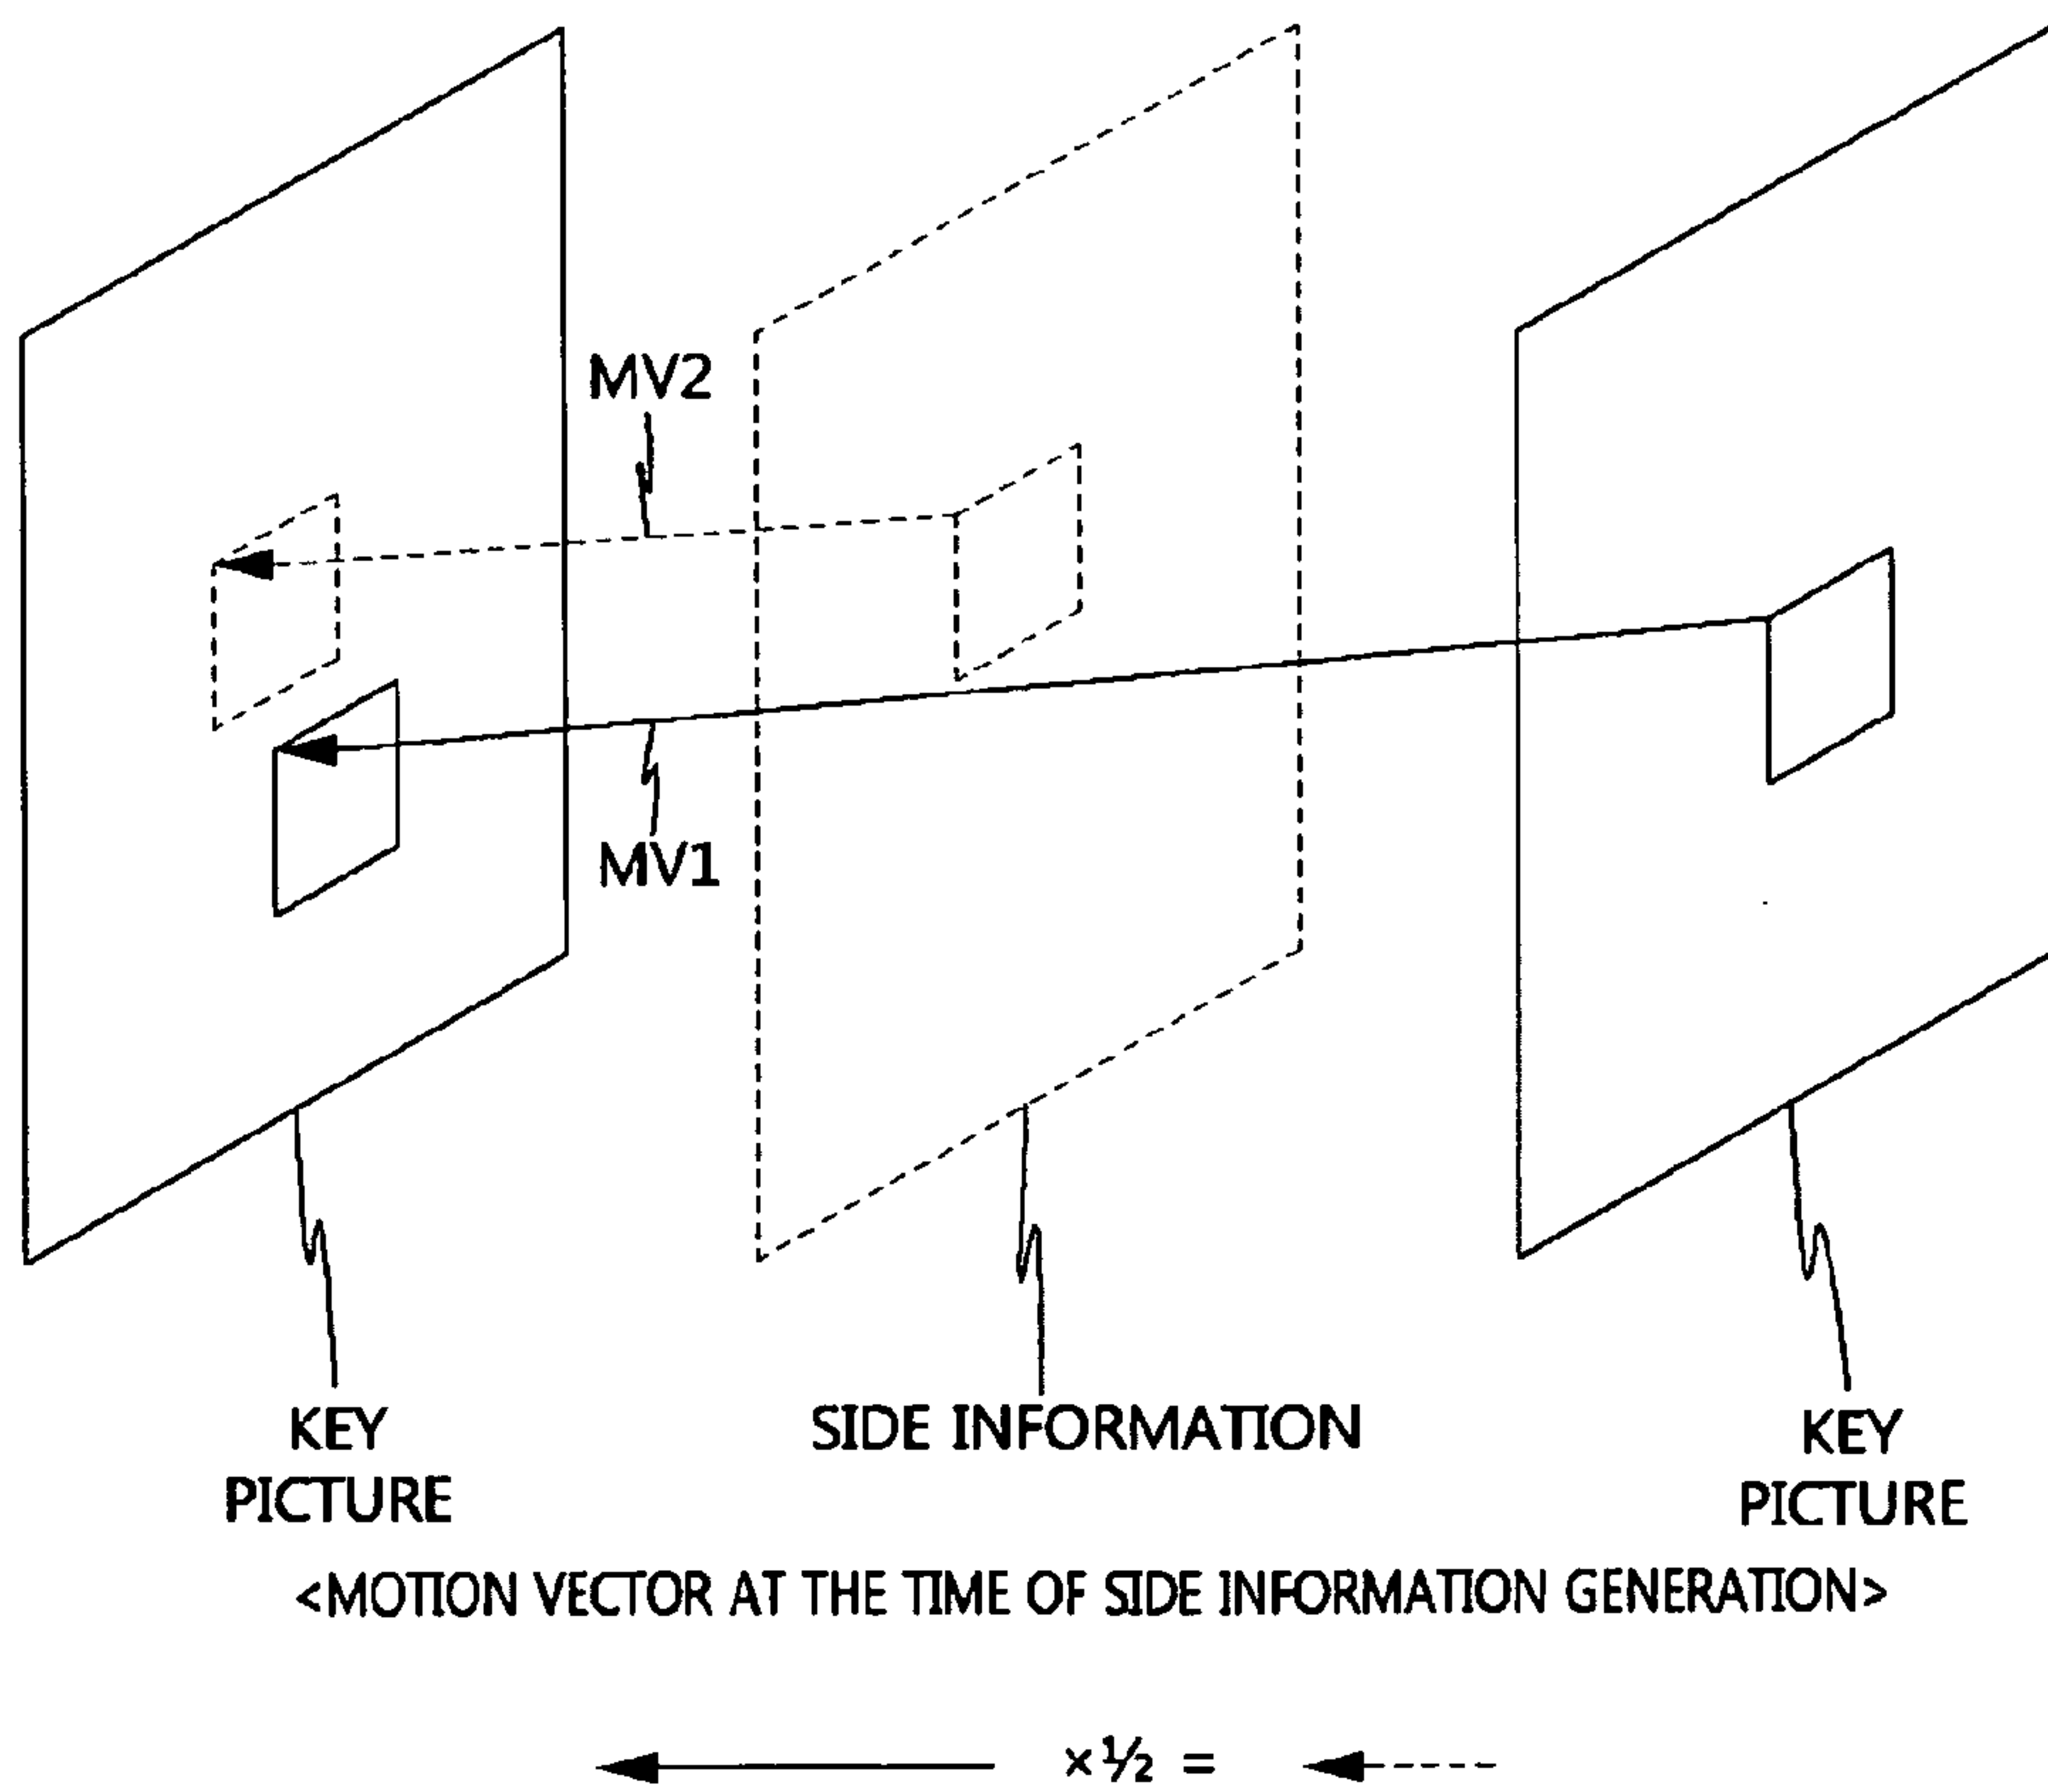 MV2
MV1
KEY
PICTURE
SIDE INFORMATION
KEY
PICTURE
<MOTION VECTOR AT THE TIME OF SIDE INFORMATION GENERATION>
×½ =